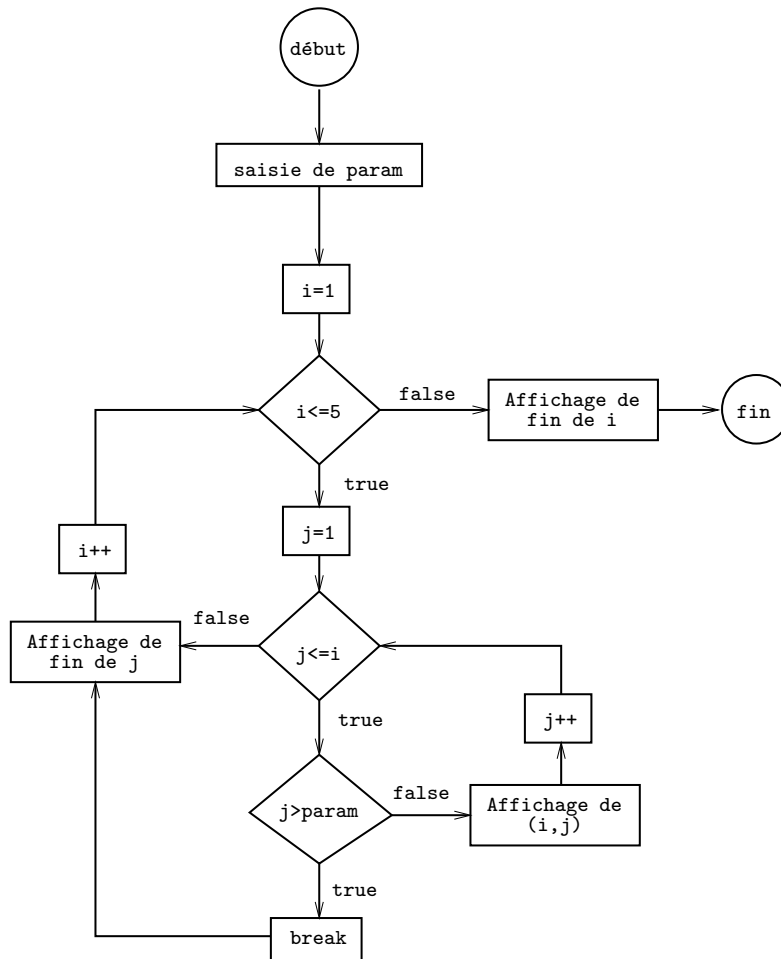 début
saisie de param
i=1
i<=5
false
Affichage de
fin de i
fin
true
j=1
i++
false
Affichage de
fin de j
j<=i
true
j++
j>param
false
Affichage de
(i,j)
true
break